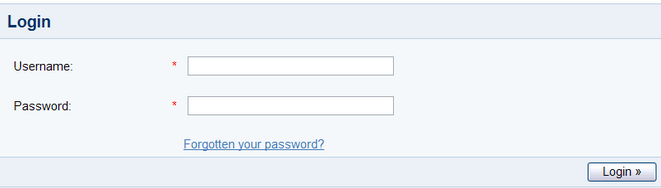 Login
Username: *
Password: *
Forgotten your password?
Login »